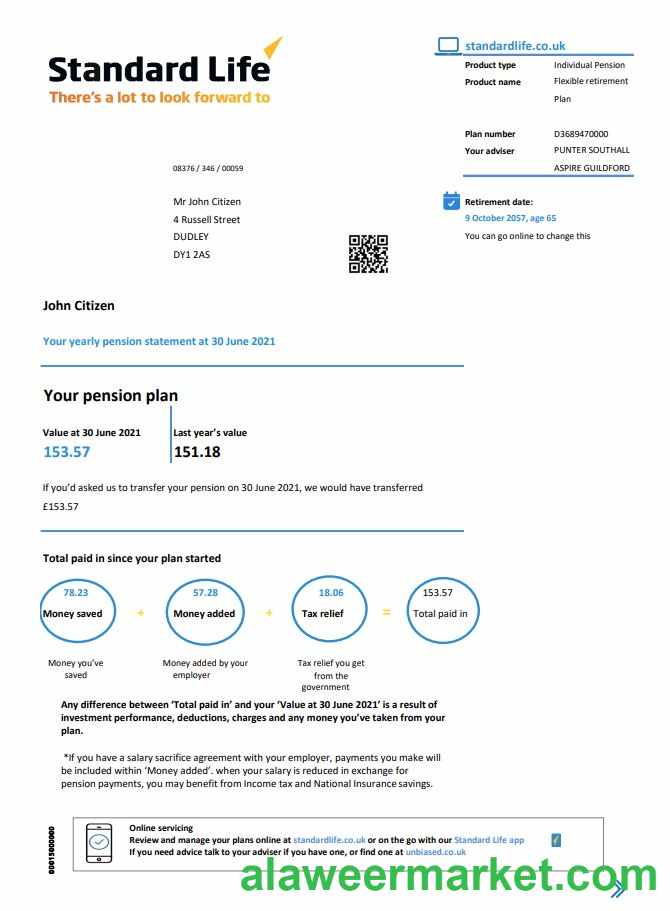 Standard Life
There's a lot to look forward to
standardlife.co.uk
Product type Individual Pension
Product name Flexible retirement
Plan
Plan number D3689470000
Your adviser PUNTER SOUTHALL
ASPIRE GUILDFORD
08376 / 346 / 00059
Mr John Citizen
4 Russell Street
DUDLEY
DY1 2AS
Retirement date:
9 October 2057, age 65
You can go online to change this
John Citizen
Your yearly pension statement at 30 June 2021
Your pension plan
Value at 30 June 2021 Last year's value
153.57 151.18
If you'd asked us to transfer your pension on 30 June 2021, we would have transferred
£153.57
Total paid in since your plan started
78.23 57.28 18.06 153.57
Money saved + Money added + Tax relief = Total paid in
Money you've Money added by your Tax relief you get
saved employer from the
government
Any difference between 'Total paid in' and your 'Value at 30 June 2021' is a result of
investment performance, deductions, charges and any money you've taken from your
plan.
*If you have a salary sacrifice agreement with your employer, payments you make will
be included within 'Money added'. when your salary is reduced in exchange for
pension payments, you may benefit from Income tax and National Insurance savings.
Online servicing
Review and manage your plans online at standardlife.co.uk or on the go with our Standard Life app
If you need advice talk to your adviser if you have one, or find one at unbiased.co.uk
alaweermarket.com